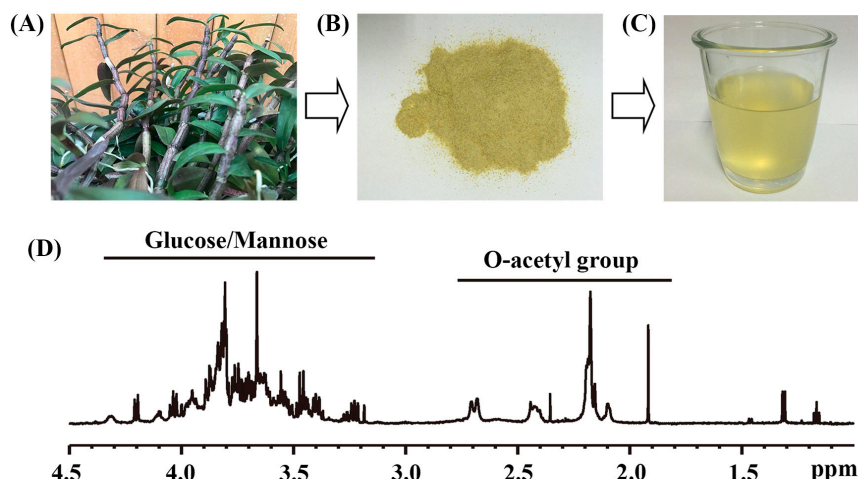 (A) (B) (C)
(D) Glucose/Mannose
O-acetyl group
4.5 4.0 3.5 3.0 2.5 2.0 1.5 ppm